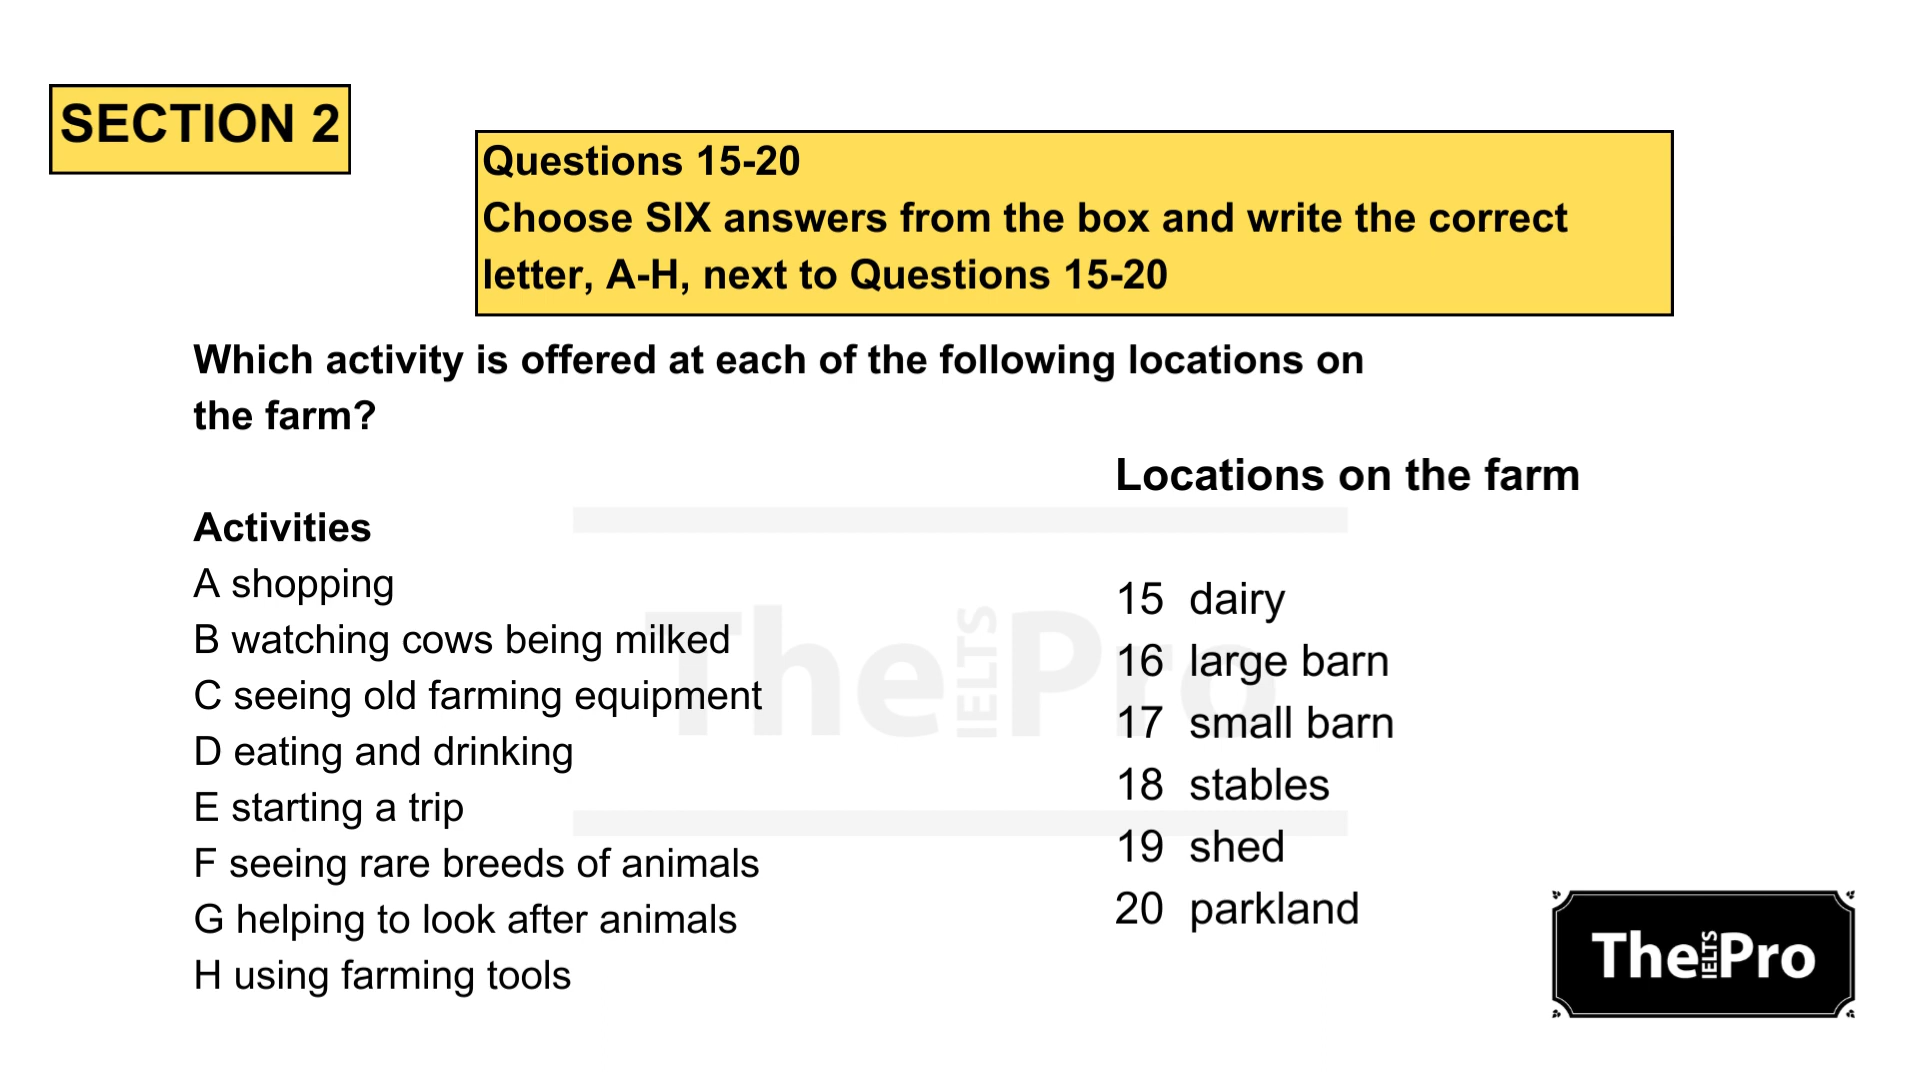 SECTION 2
Questions 15-20
Choose SIX answers from the box and write the correct
letter, A-H, next to Questions 15-20
Which activity is offered at each of the following locations on
the farm?
Activities
A shopping
B watching cows being milked
C seeing old farming equipment
D eating and drinking
E starting a trip
F seeing rare breeds of animals
G helping to look after animals
H using farming tools
Locations on the farm
15 dairy
16 large barn
17 small barn
18 stables
19 shed
20 parkland
The IELTS Pro
The IELTS Pro